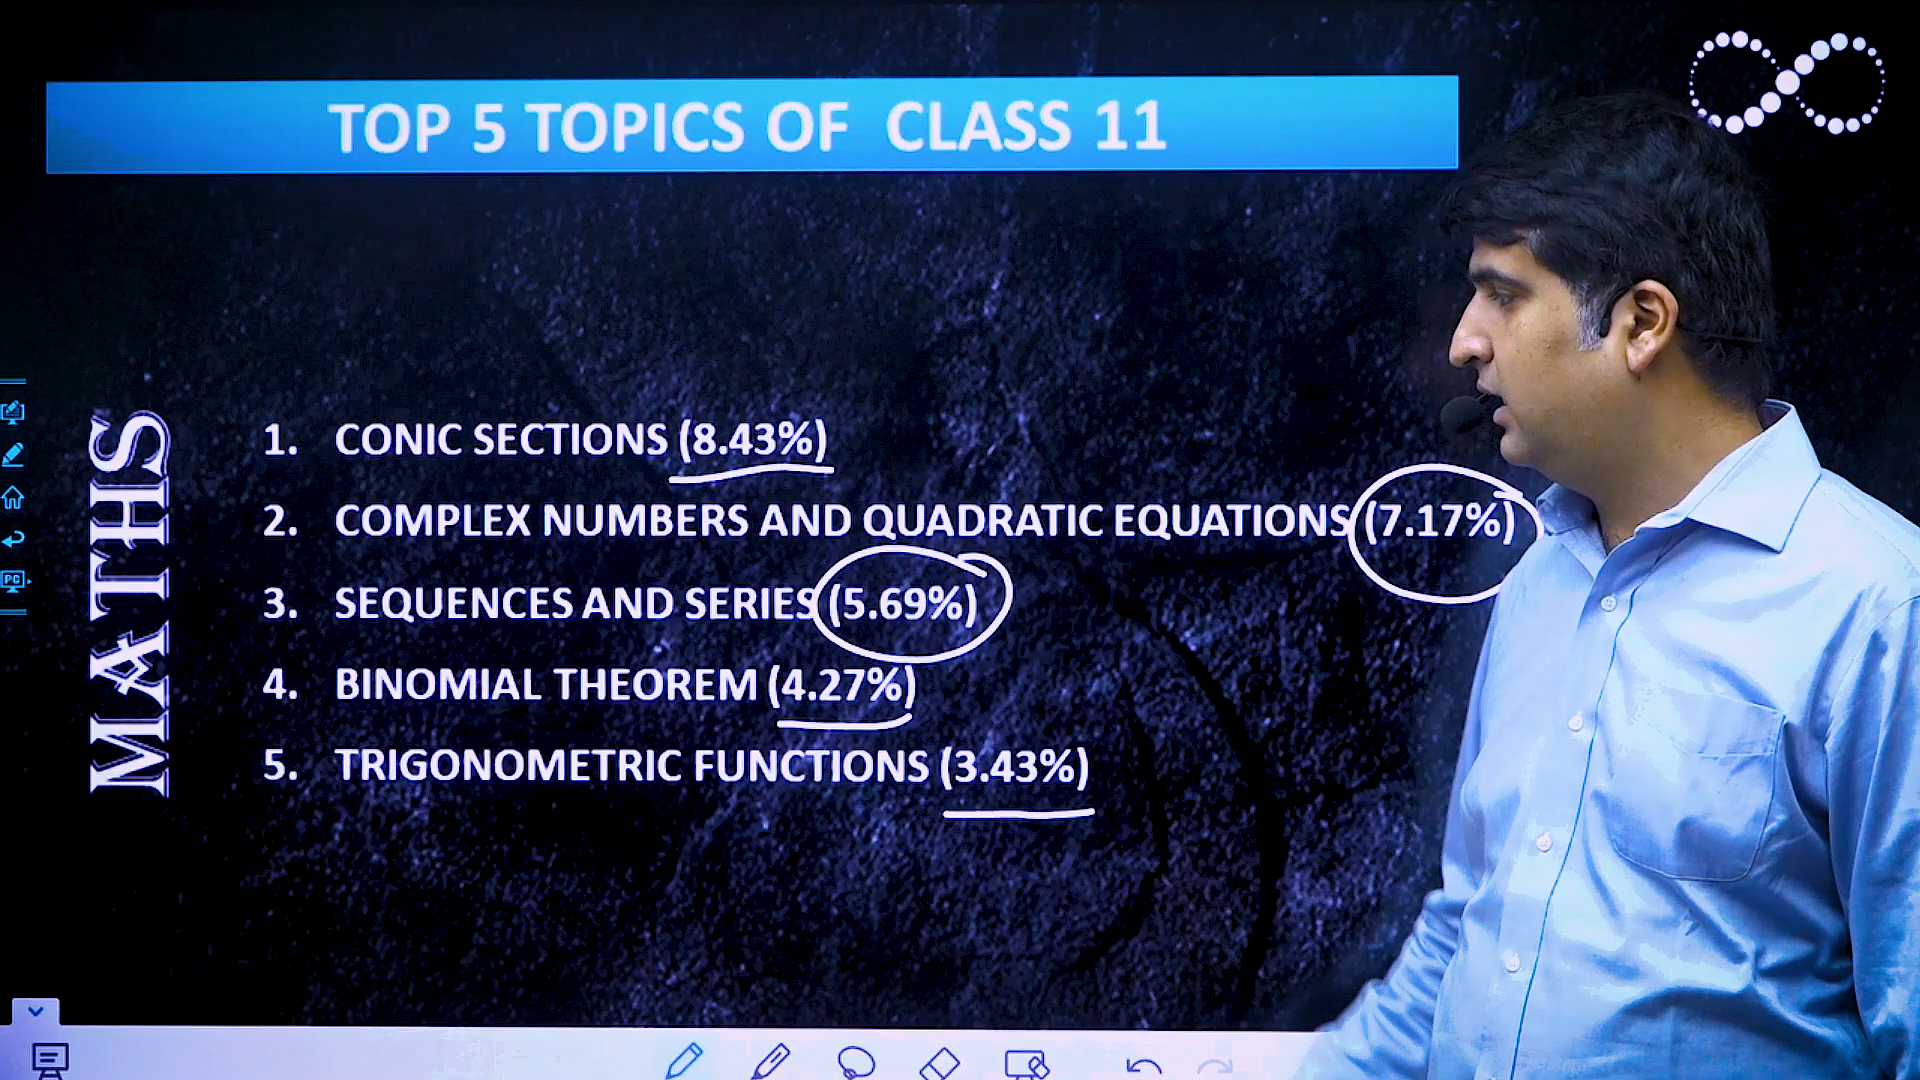 TOP 5 TOPICS OF CLASS 11
MATHS
1. CONIC SECTIONS (8.43%)
2. COMPLEX NUMBERS AND QUADRATIC EQUATIONS (7.17%)
3. SEQUENCES AND SERIES (5.69%)
4. BINOMIAL THEOREM (4.27%)
5. TRIGONOMETRIC FUNCTIONS (3.43%)
PC